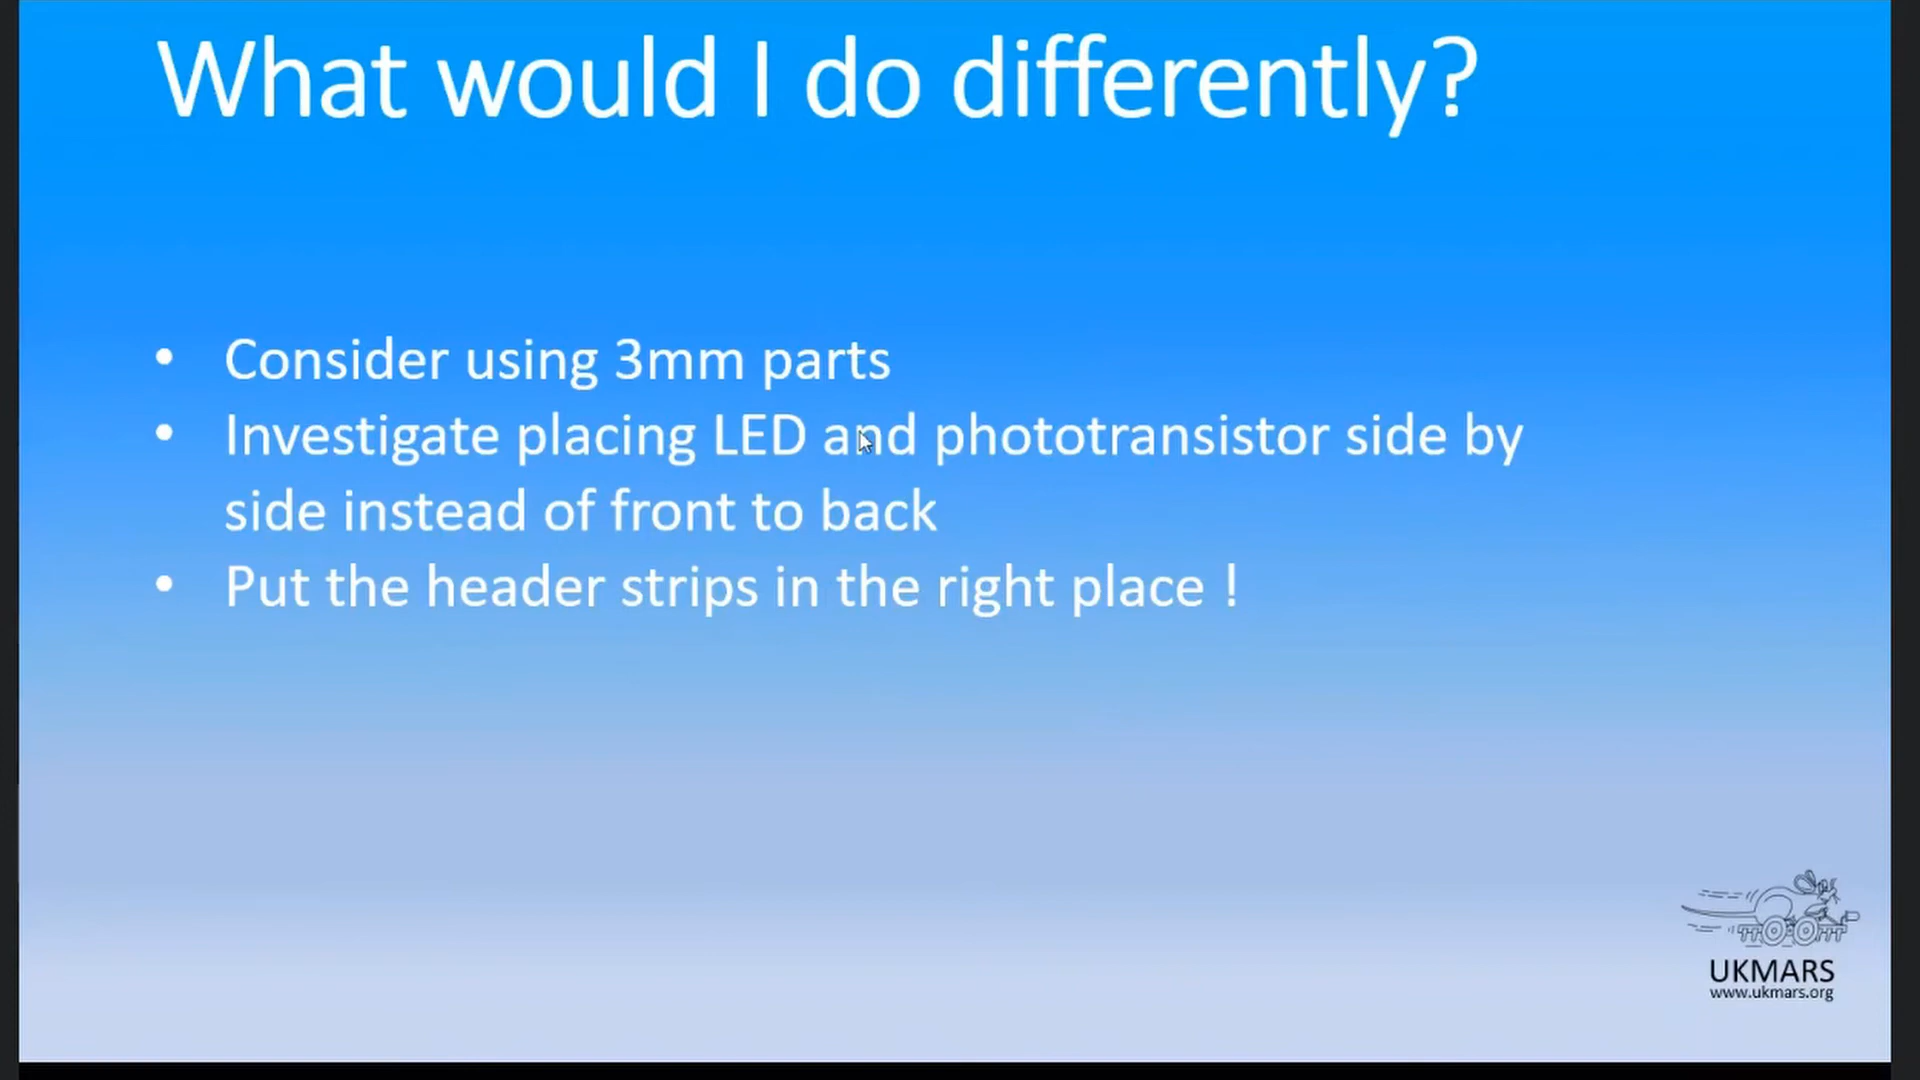 What would I do differently?
• Consider using 3mm parts
• Investigate placing LED and phototransistor side by
side instead of front to back
• Put the header strips in the right place !
UKMARS
www.ukmars.org